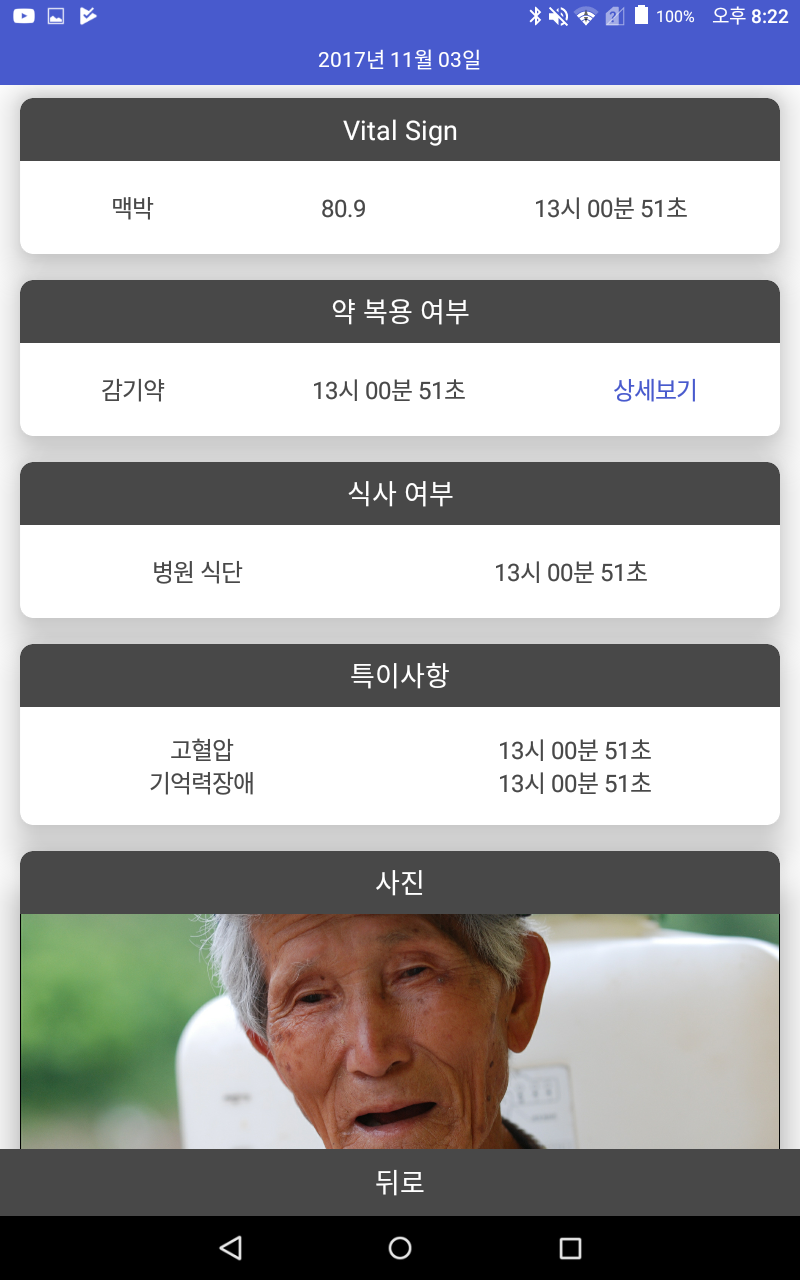 100% 오후 8:22
2017년 11월 03일
Vital Sign
맥박 80.9 13시 00분 51초
약 복용 여부
감기약 13시 00분 51초 상세보기
식사 여부
병원 식단 13시 00분 51초
특이사항
고혈압 13시 00분 51초
기억력장애 13시 00분 51초
사진
뒤로